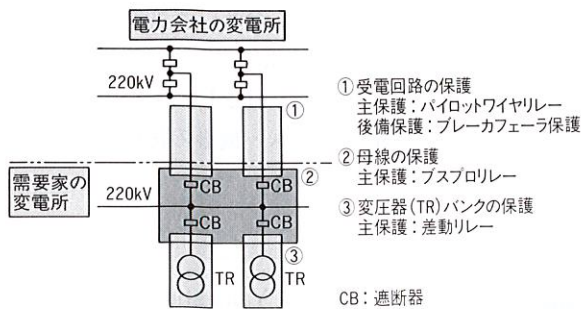 電力会社の変電所
220kV
①
需要家の
変電所
220kV
CB
CB
②
CB
CB
③
TR
TR
①受電回路の保護
主保護：パイロットワイヤリレー
後備保護：ブレーカフェーラ保護
②母線の保護
主保護：ブスプロリレー
③変圧器(TR)バンクの保護
主保護：差動リレー
CB：遮断器